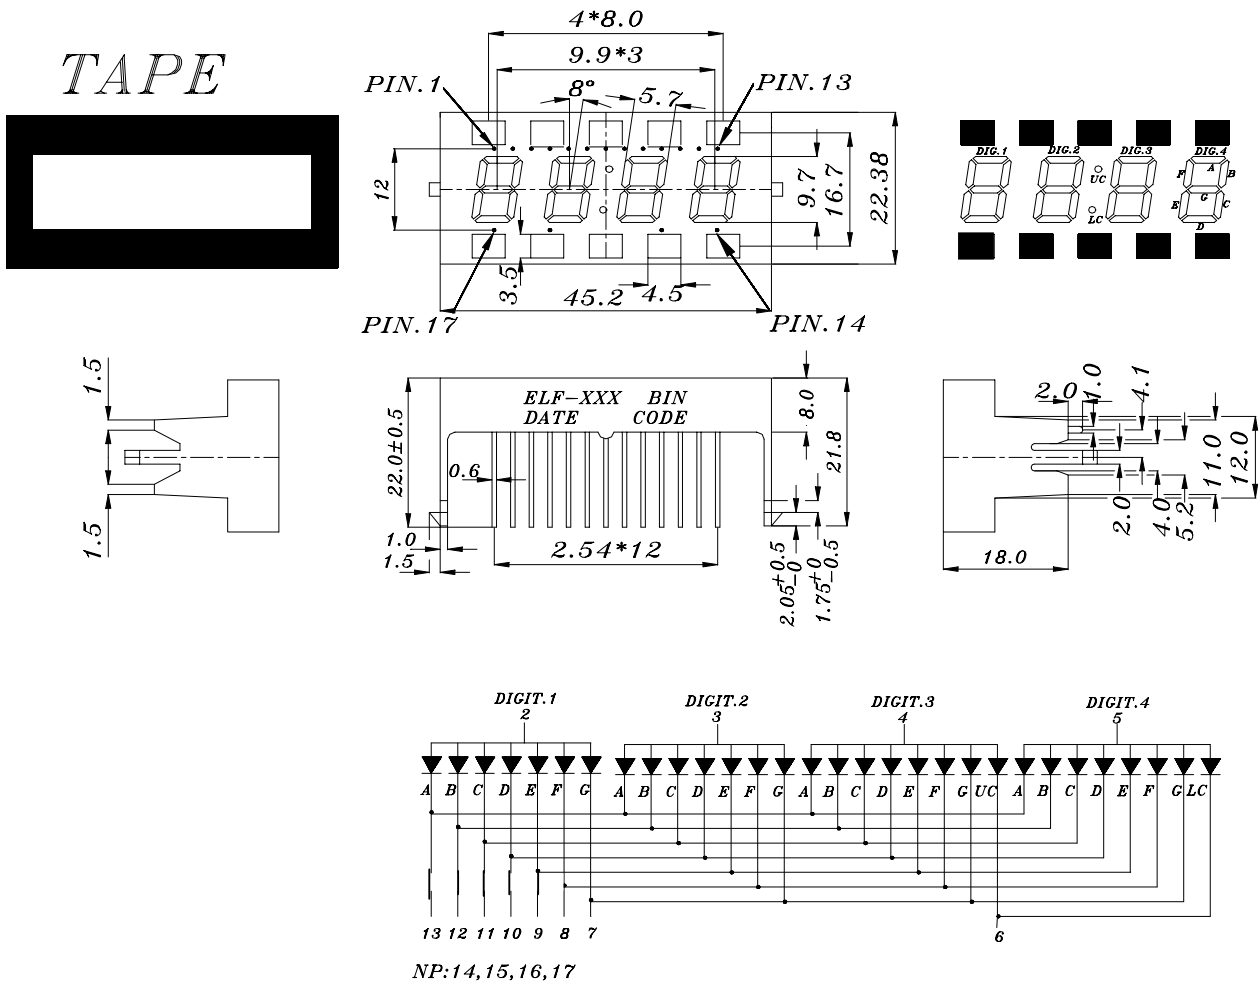 TAPE
4*8.0
9.9*3
PIN.1
8°
5.7
PIN.13
12
9.7
16.7
22.38
3.5
45.2
4.5
PIN.17
PIN.14
DIG.1
DIG.2
DIG.3
DIG.4
UC
LC
A
F
B
G
E
C
D
1.5
1.5
ELF-XXX BIN
DATE CODE
22.0±0.5
0.6
8.0
21.8
1.0
1.5
2.54*12
2.05+0.5-0
1.75+0-0.5
2.0
1.0
4.1
11.0
12.0
2.0
4.0
5.2
18.0
DIGIT.1
2
DIGIT.2
3
DIGIT.3
4
DIGIT.4
5
A B C D E F G A B C D E F G A B C D E F G UC A B C D E F G LC
13 12 11 10 9 8 7 6
NP:14,15,16,17